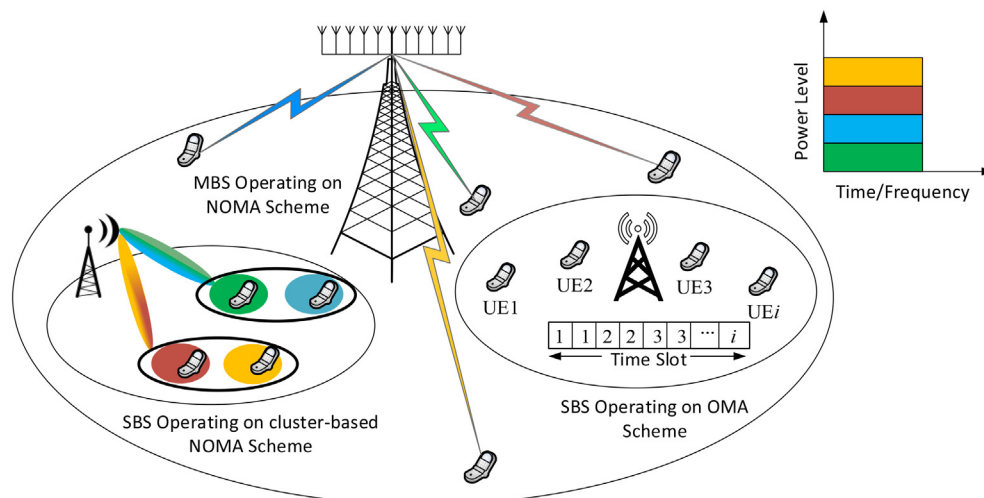 MBS Operating on
NOMA Scheme
Power Level
Time/Frequency
UE1
UE2
UE3
UEi
1 1 2 2 3 3 ... i
Time Slot
SBS Operating on cluster-based
NOMA Scheme
SBS Operating on OMA
Scheme